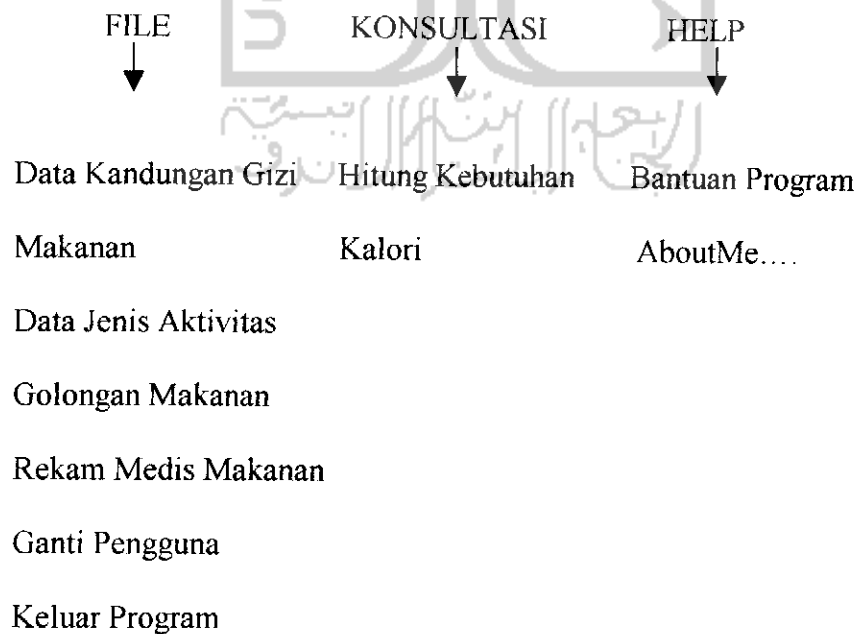 FILE
KONSULTASI
HELP
Data Kandungan Gizi
Makanan
Data Jenis Aktivitas
Golongan Makanan
Rekam Medis Makanan
Ganti Pengguna
Keluar Program
Hitung Kebutuhan
Kalori
Bantuan Program
AboutMe....